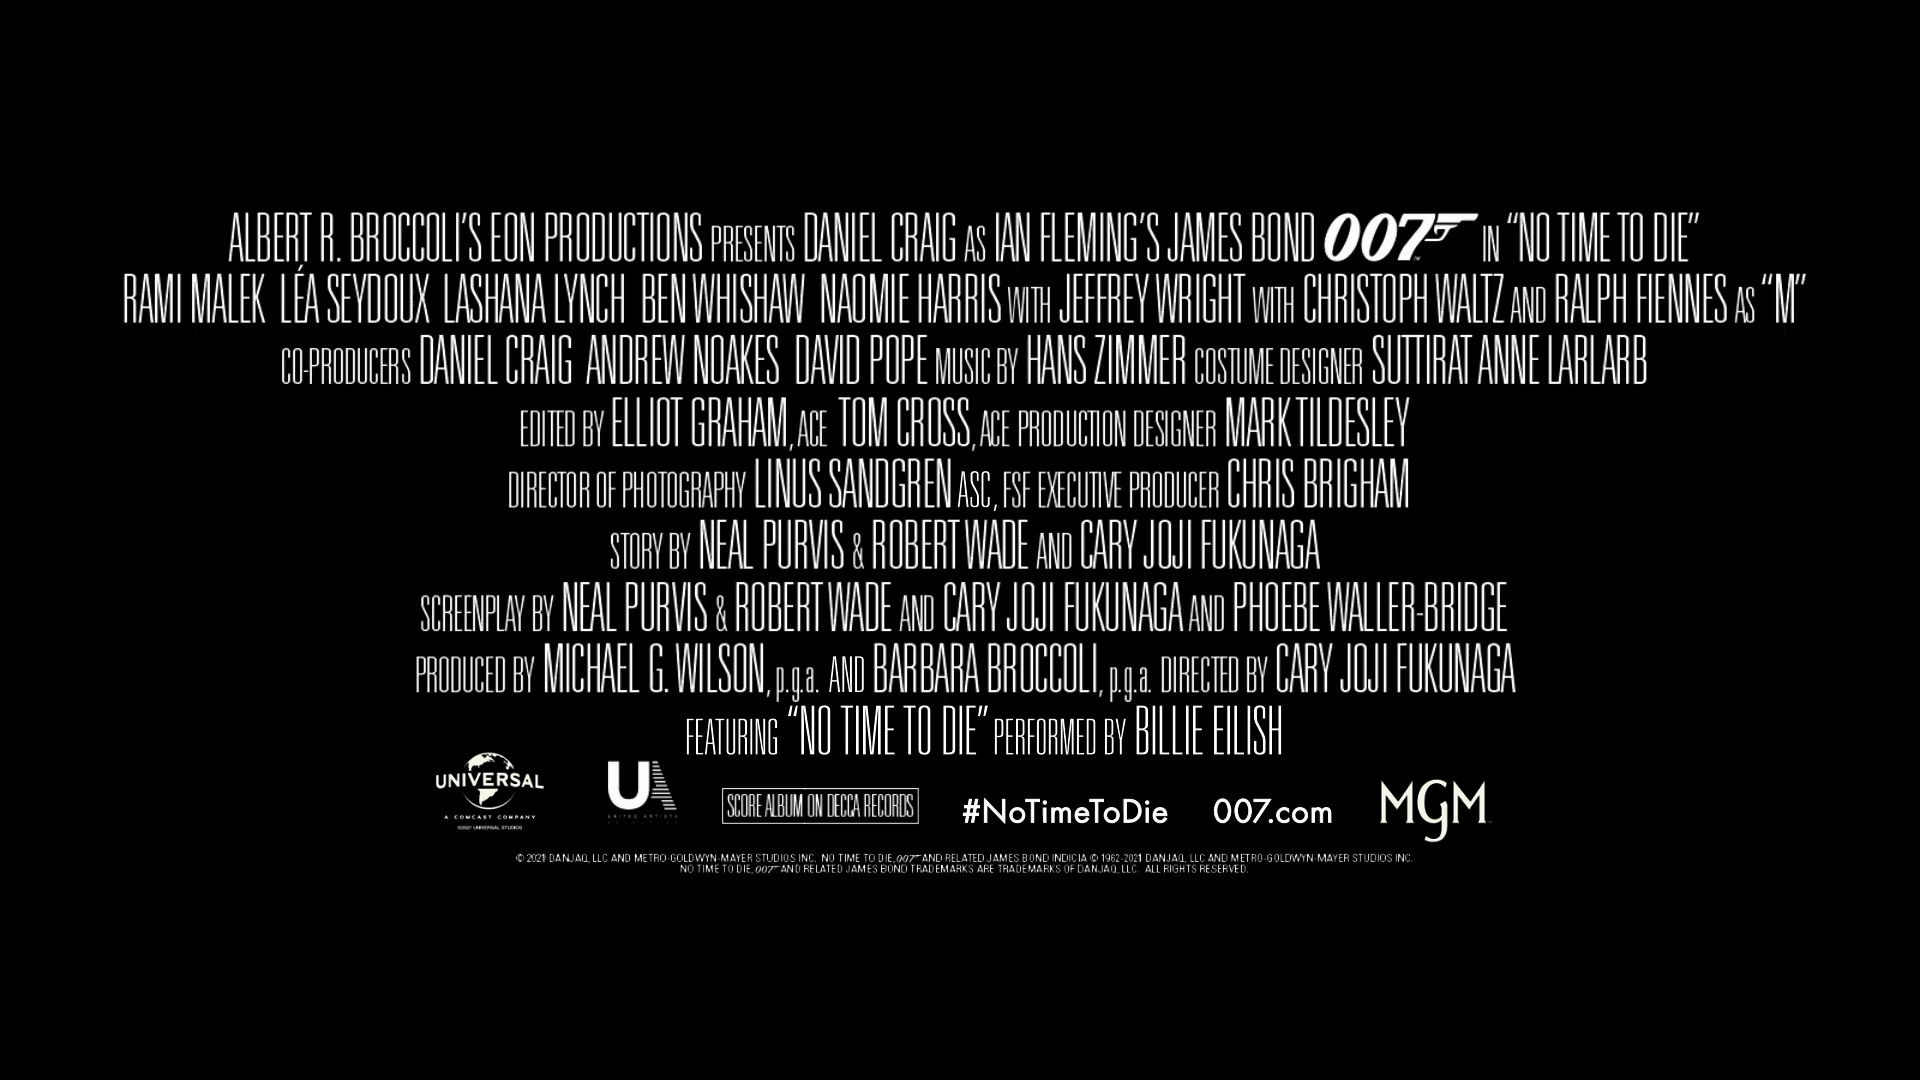 ALBERT R. BROCCOLI'S EON PRODUCTIONS PRESENTS DANIEL CRAIG AS IAN FLEMING'S JAMES BOND 007™ IN “NO TIME TO DIE”
RAMI MALEK LÉA SEYDOUX LASHANA LYNCH BEN WHISHAW NAOMIE HARRIS WITH JEFFREY WRIGHT WITH CHRISTOPH WALTZ AND RALPH FIENNES AS “M”
CO-PRODUCERS DANIEL CRAIG ANDREW NOAKES DAVID POPE MUSIC BY HANS ZIMMER COSTUME DESIGNER SUTTIRAT ANNE LARLARB
EDITED BY ELLIOT GRAHAM, ACE TOM CROSS, ACE PRODUCTION DESIGNER MARK TILDESLEY
DIRECTOR OF PHOTOGRAPHY LINUS SANDGREN ASC, FSF EXECUTIVE PRODUCER CHRIS BRIGHAM
STORY BY NEAL PURVIS & ROBERT WADE AND CARY JOJI FUKUNAGA
SCREENPLAY BY NEAL PURVIS & ROBERT WADE AND CARY JOJI FUKUNAGA AND PHOEBE WALLER-BRIDGE
PRODUCED BY MICHAEL G. WILSON, p.g.a. AND BARBARA BROCCOLI, p.g.a. DIRECTED BY CARY JOJI FUKUNAGA
FEATURING “NO TIME TO DIE” PERFORMED BY BILLIE EILISH
UNIVERSAL
A COMCAST COMPANY
©2021 UNIVERSAL STUDIOS
UA
UNITED ARTISTS
SCORE ALBUM ON DECCA RECORDS
#NoTimeToDie
007.com
MGM
© 2021 DANJAQ, LLC AND METRO-GOLDWYN-MAYER STUDIOS INC. NO TIME TO DIE, 007 AND RELATED JAMES BOND INDICIA © 1962-2021 DANJAQ, LLC AND METRO-GOLDWYN-MAYER STUDIOS INC.
NO TIME TO DIE, 007 AND RELATED JAMES BOND TRADEMARKS ARE TRADEMARKS OF DANJAQ, LLC. ALL RIGHTS RESERVED.